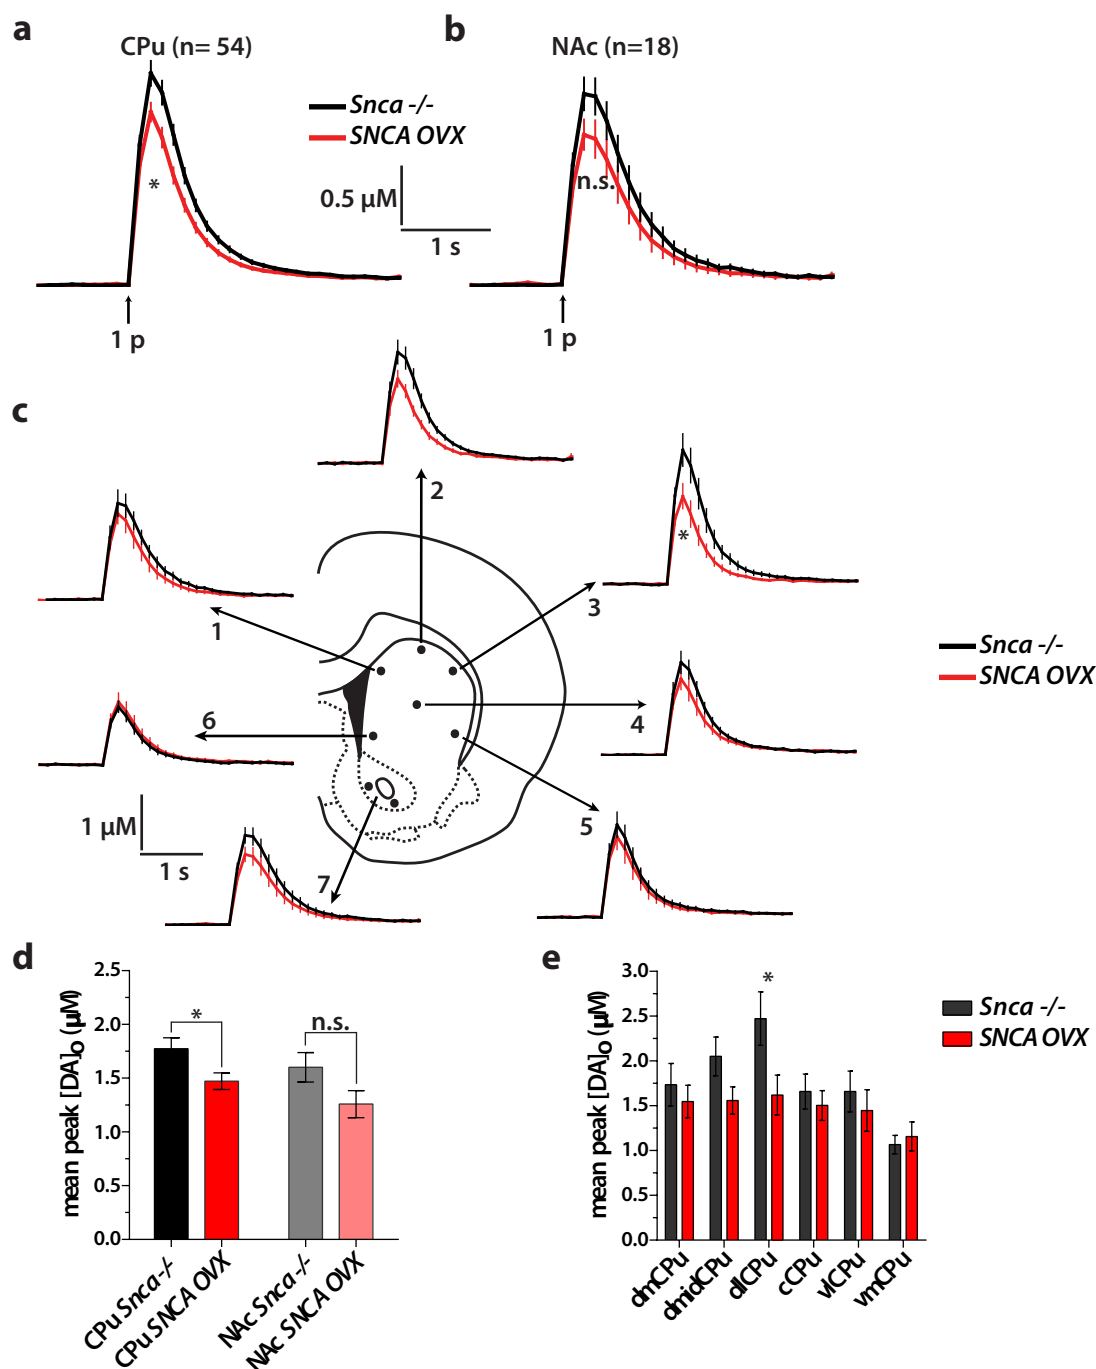 a
CPu (n= 54)
b
NAc (n=18)
Snca -/-
SNCA OVX
*
n.s.
0.5 µM
1 s
1 p
1 p
c
2
*
3
1
Snca -/-
SNCA OVX
6
4
1 µM
1 s
5
7
d
mean peak [DA]o (µM)
2.5
2.0
1.5
1.0
0.5
0.0
*
n.s.
CPu Snca-/-
CPu SNCA OVX
NAc Snca -/-
NAc SNCA OVX
e
mean peak [DA]o (µM)
3.0
2.5
2.0
1.5
1.0
0.5
0.0
*
Snca -/-
SNCA OVX
dmCPu
dmidCPu
dlCPu
cCPu
vlCPu
vmCPu